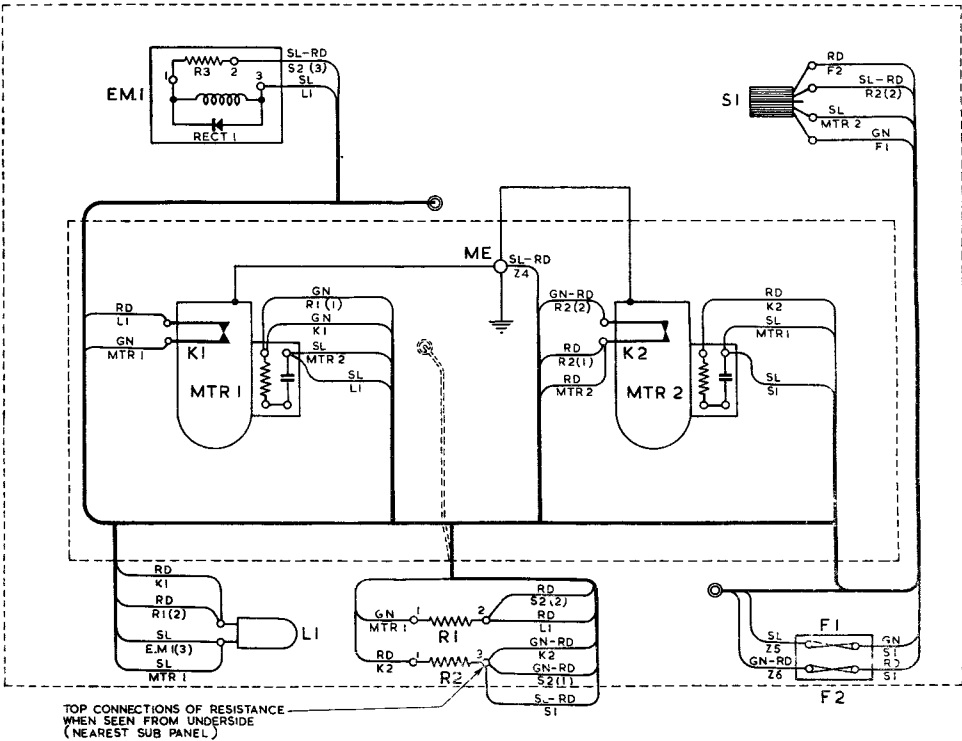 EM.1
1
R3
2
3
RECT 1
SL-RD
S2(3)
SL
L1
S1
RD
F2
SL-RD
R2(2)
SL
MTR 2
GN
F1
ME
SL-RD
Z4
RD
L1
GN
MTR 1
K1
MTR 1
GN
R1(1)
GN
K1
SL
MTR 2
SL
L1
GN-RD
R2(2)
RD
R2(1)
RD
MTR 2
K2
MTR 2
RD
K2
SL
MTR1
SL
S1
RD
K1
RD
R1(2)
SL
E.M1(3)
SL
MTR 1
L1
GN
MTR 1
1
2
R1
RD
K2
1
3
R2
RD
S2(2)
RD
L1
GN-RD
K2
GN-RD
S2(1)
SL-RD
S1
F1
SL
Z5
GN-RD
Z6
GN
S1
RD
S1
F2
TOP CONNECTIONS OF RESISTANCE
WHEN SEEN FROM UNDERSIDE
(NEAREST SUB PANEL)